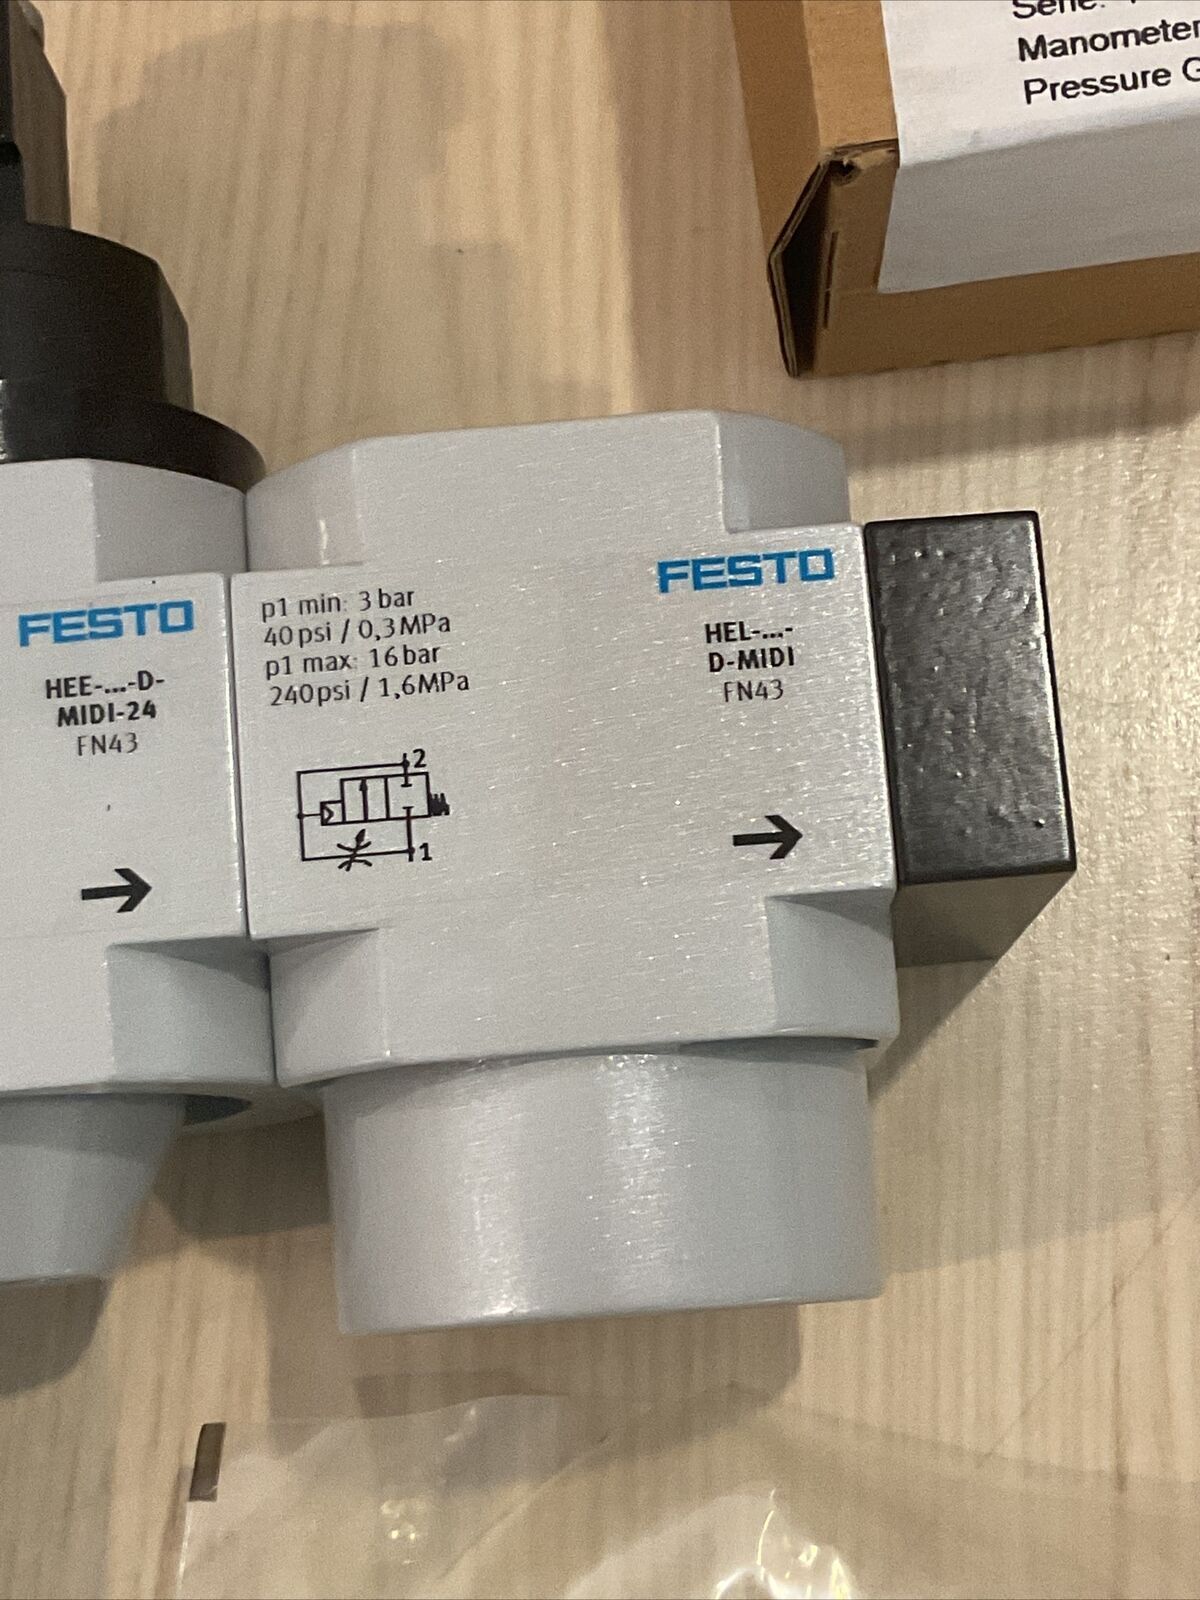 Manometer
Pressure
FESTO
HEE-...-D-
MIDI-24
FN43
p1 min: 3 bar
40 psi / 0,3 MPa
p1 max: 16 bar
240 psi / 1,6 MPa
2
1
FESTO
HEL-...-
D-MIDI
FN43